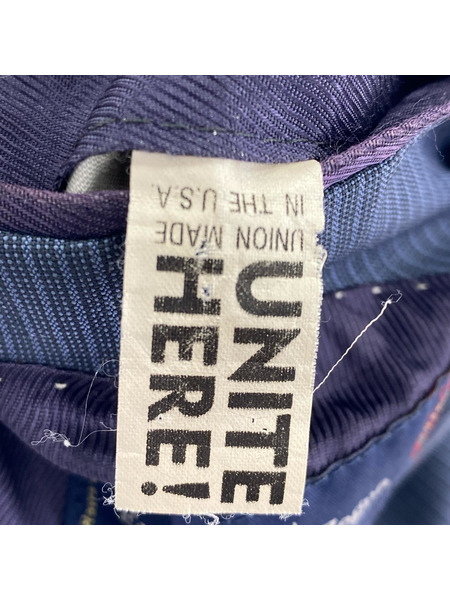 UNITE
HERE!
UNION MADE
IN THE U.S.A.